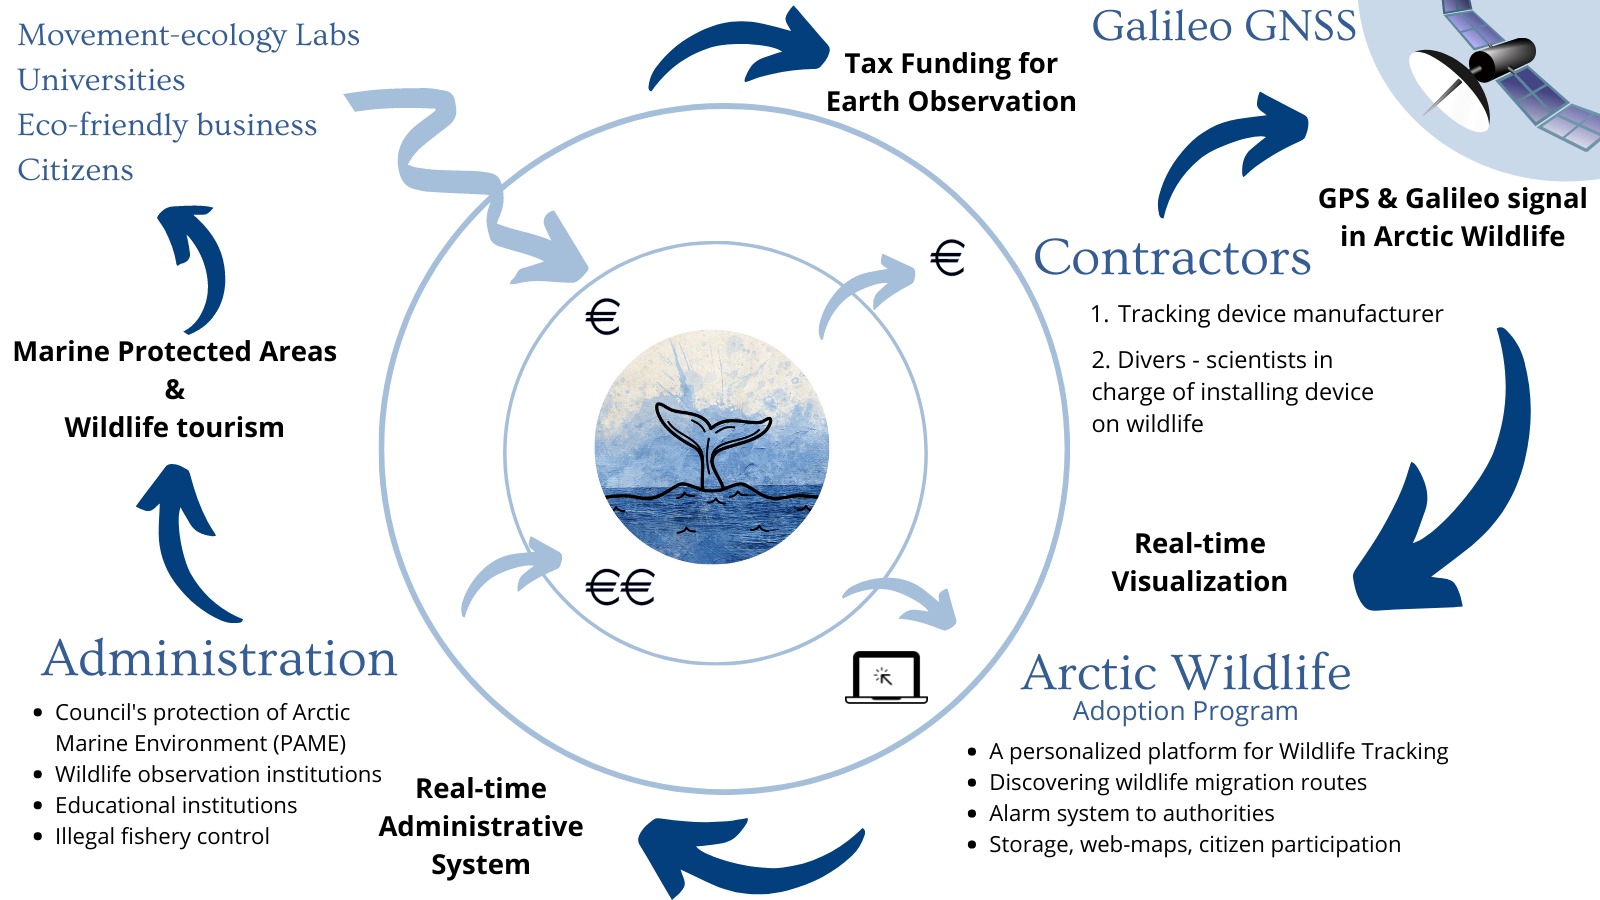 Movement-ecology Labs
Universities
Eco-friendly business
Citizens
Tax Funding for
Earth Observation
Galileo GNSS
GPS & Galileo signal
in Arctic Wildlife
Contractors
1. Tracking device manufacturer
2. Divers - scientists in
charge of installing device
on wildlife
€
€
€€
Marine Protected Areas
&
Wildlife tourism
Real-time
Visualization
Administration
• Council's protection of Arctic
Marine Environment (PAME)
• Wildlife observation institutions
• Educational institutions
• Illegal fishery control
Real-time
Administrative
System
Arctic Wildlife
Adoption Program
• A personalized platform for Wildlife Tracking
• Discovering wildlife migration routes
• Alarm system to authorities
• Storage, web-maps, citizen participation